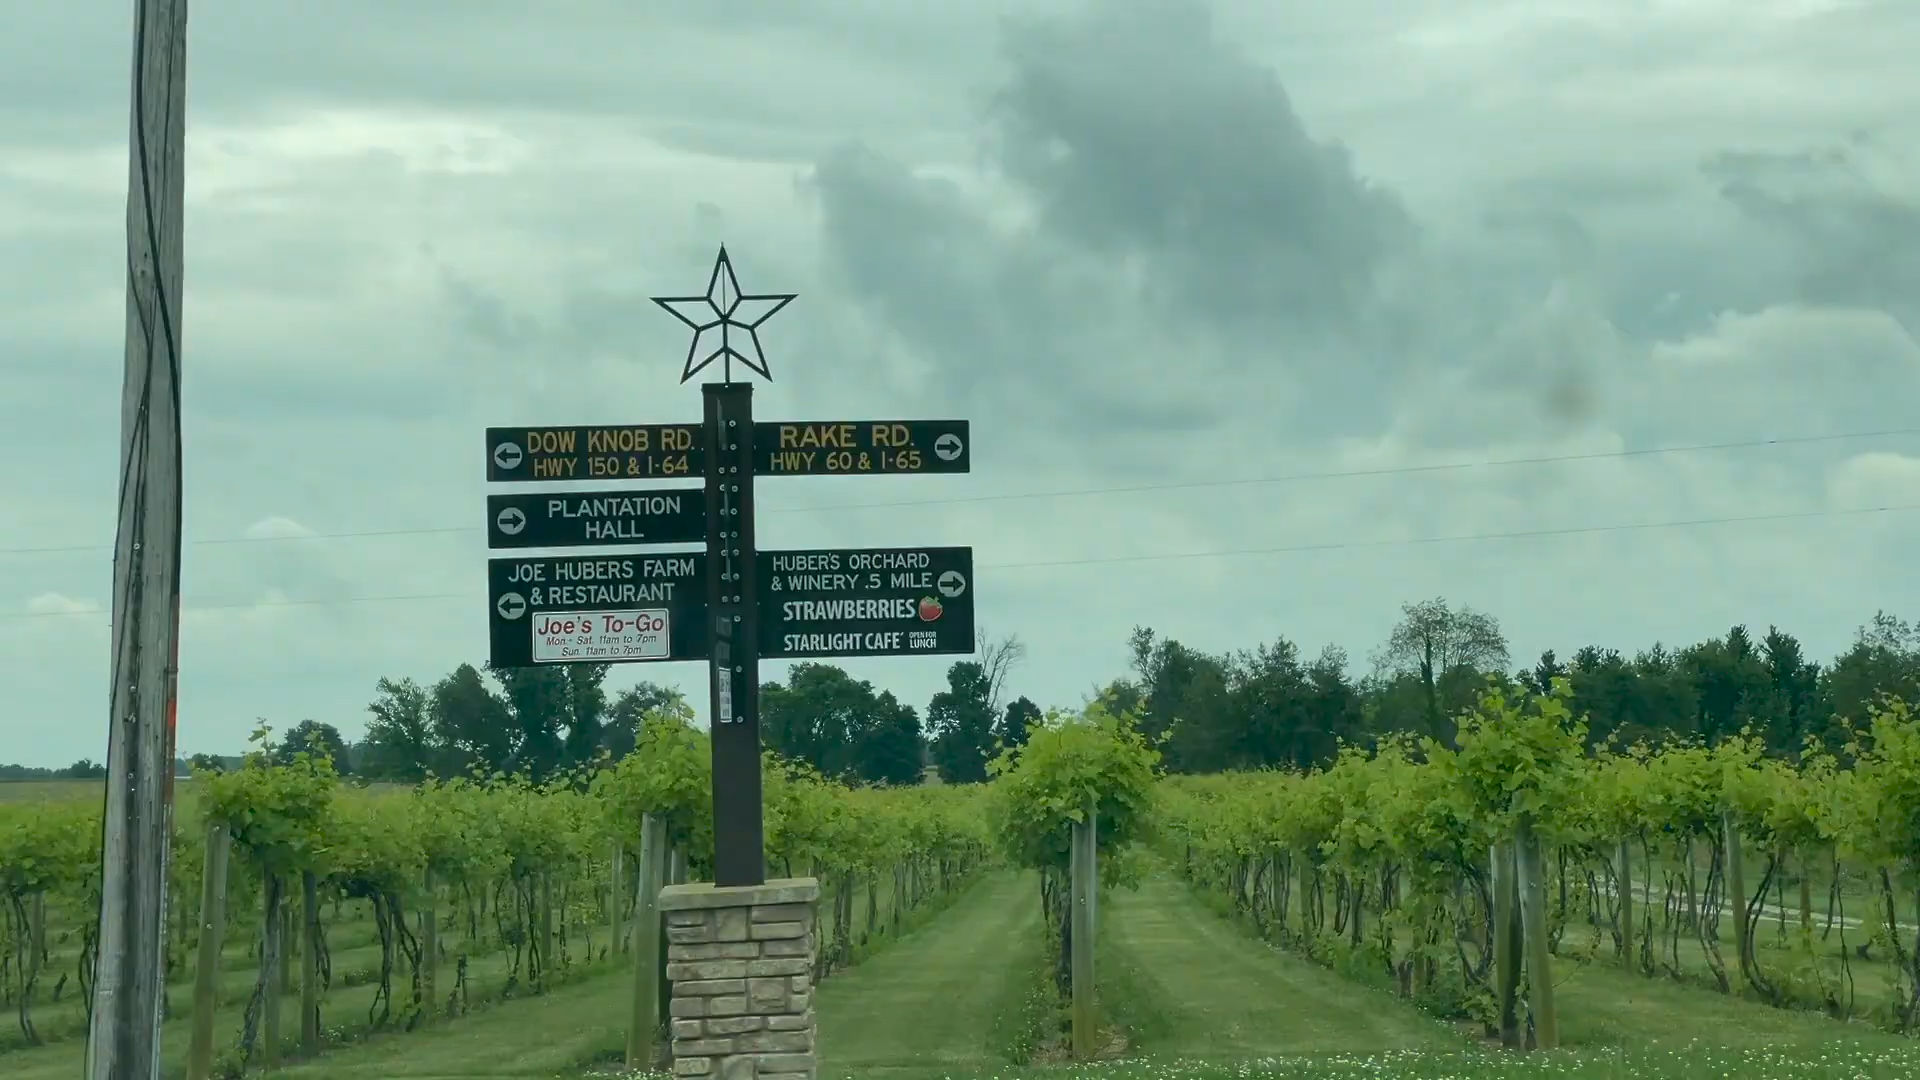 DOW KNOB RD.
HWY 150 & I-64
RAKE RD.
HWY 60 & I-65
PLANTATION
HALL
JOE HUBERS FARM
& RESTAURANT
Joe's To-Go
Mon - Sat. 11am to 7pm
Sun. 11am to 7pm
HUBER'S ORCHARD
& WINERY .5 MILE
STRAWBERRIES
STARLIGHT CAFE' OPEN FOR LUNCH